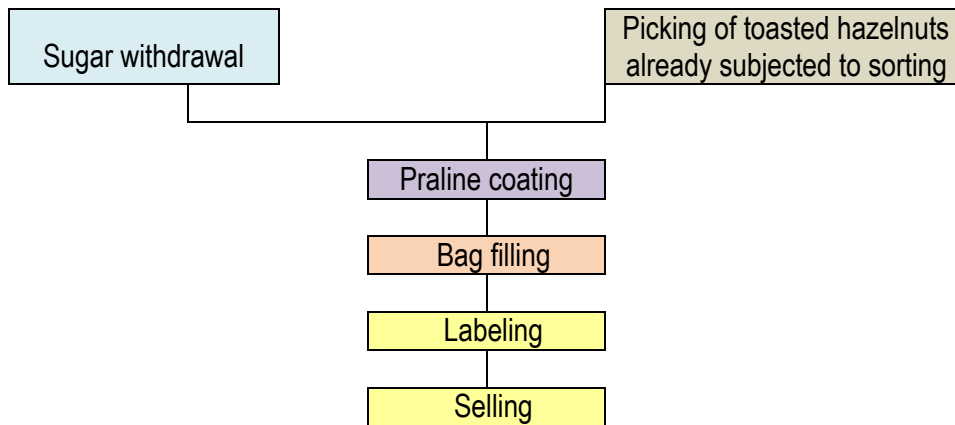 Sugar withdrawal
Picking of toasted hazelnuts
already subjected to sorting
Praline coating
Bag filling
Labeling
Selling